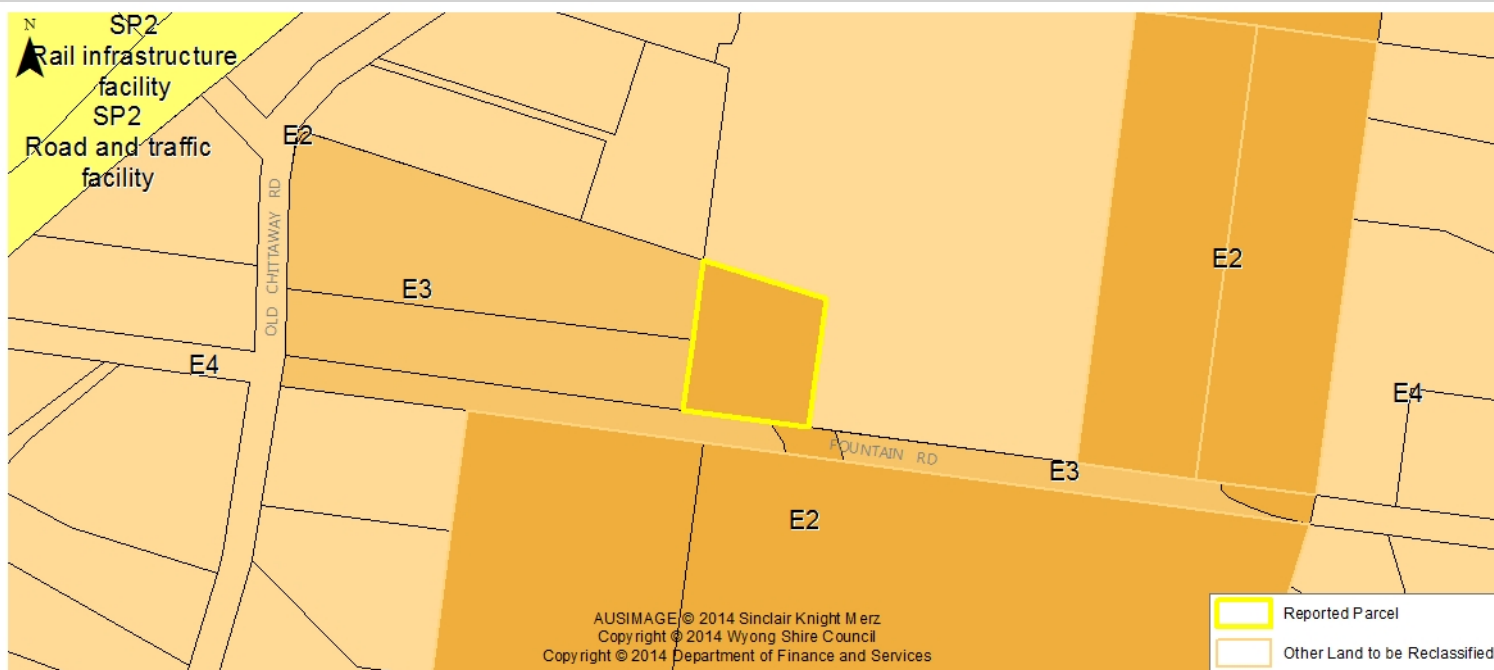 N
SP2
Rail infrastructure
facility
SP2
Road and traffic
facility
E2
OLD CHITTAWAY RD
E3
E4
E2
E4
FOUNTAIN RD
E3
E2
AUSIMAGE © 2014 Sinclair Knight Merz
Copyright © 2014 Wyong Shire Council
Copyright © 2014 Department of Finance and Services
Reported Parcel
Other Land to be Reclassified